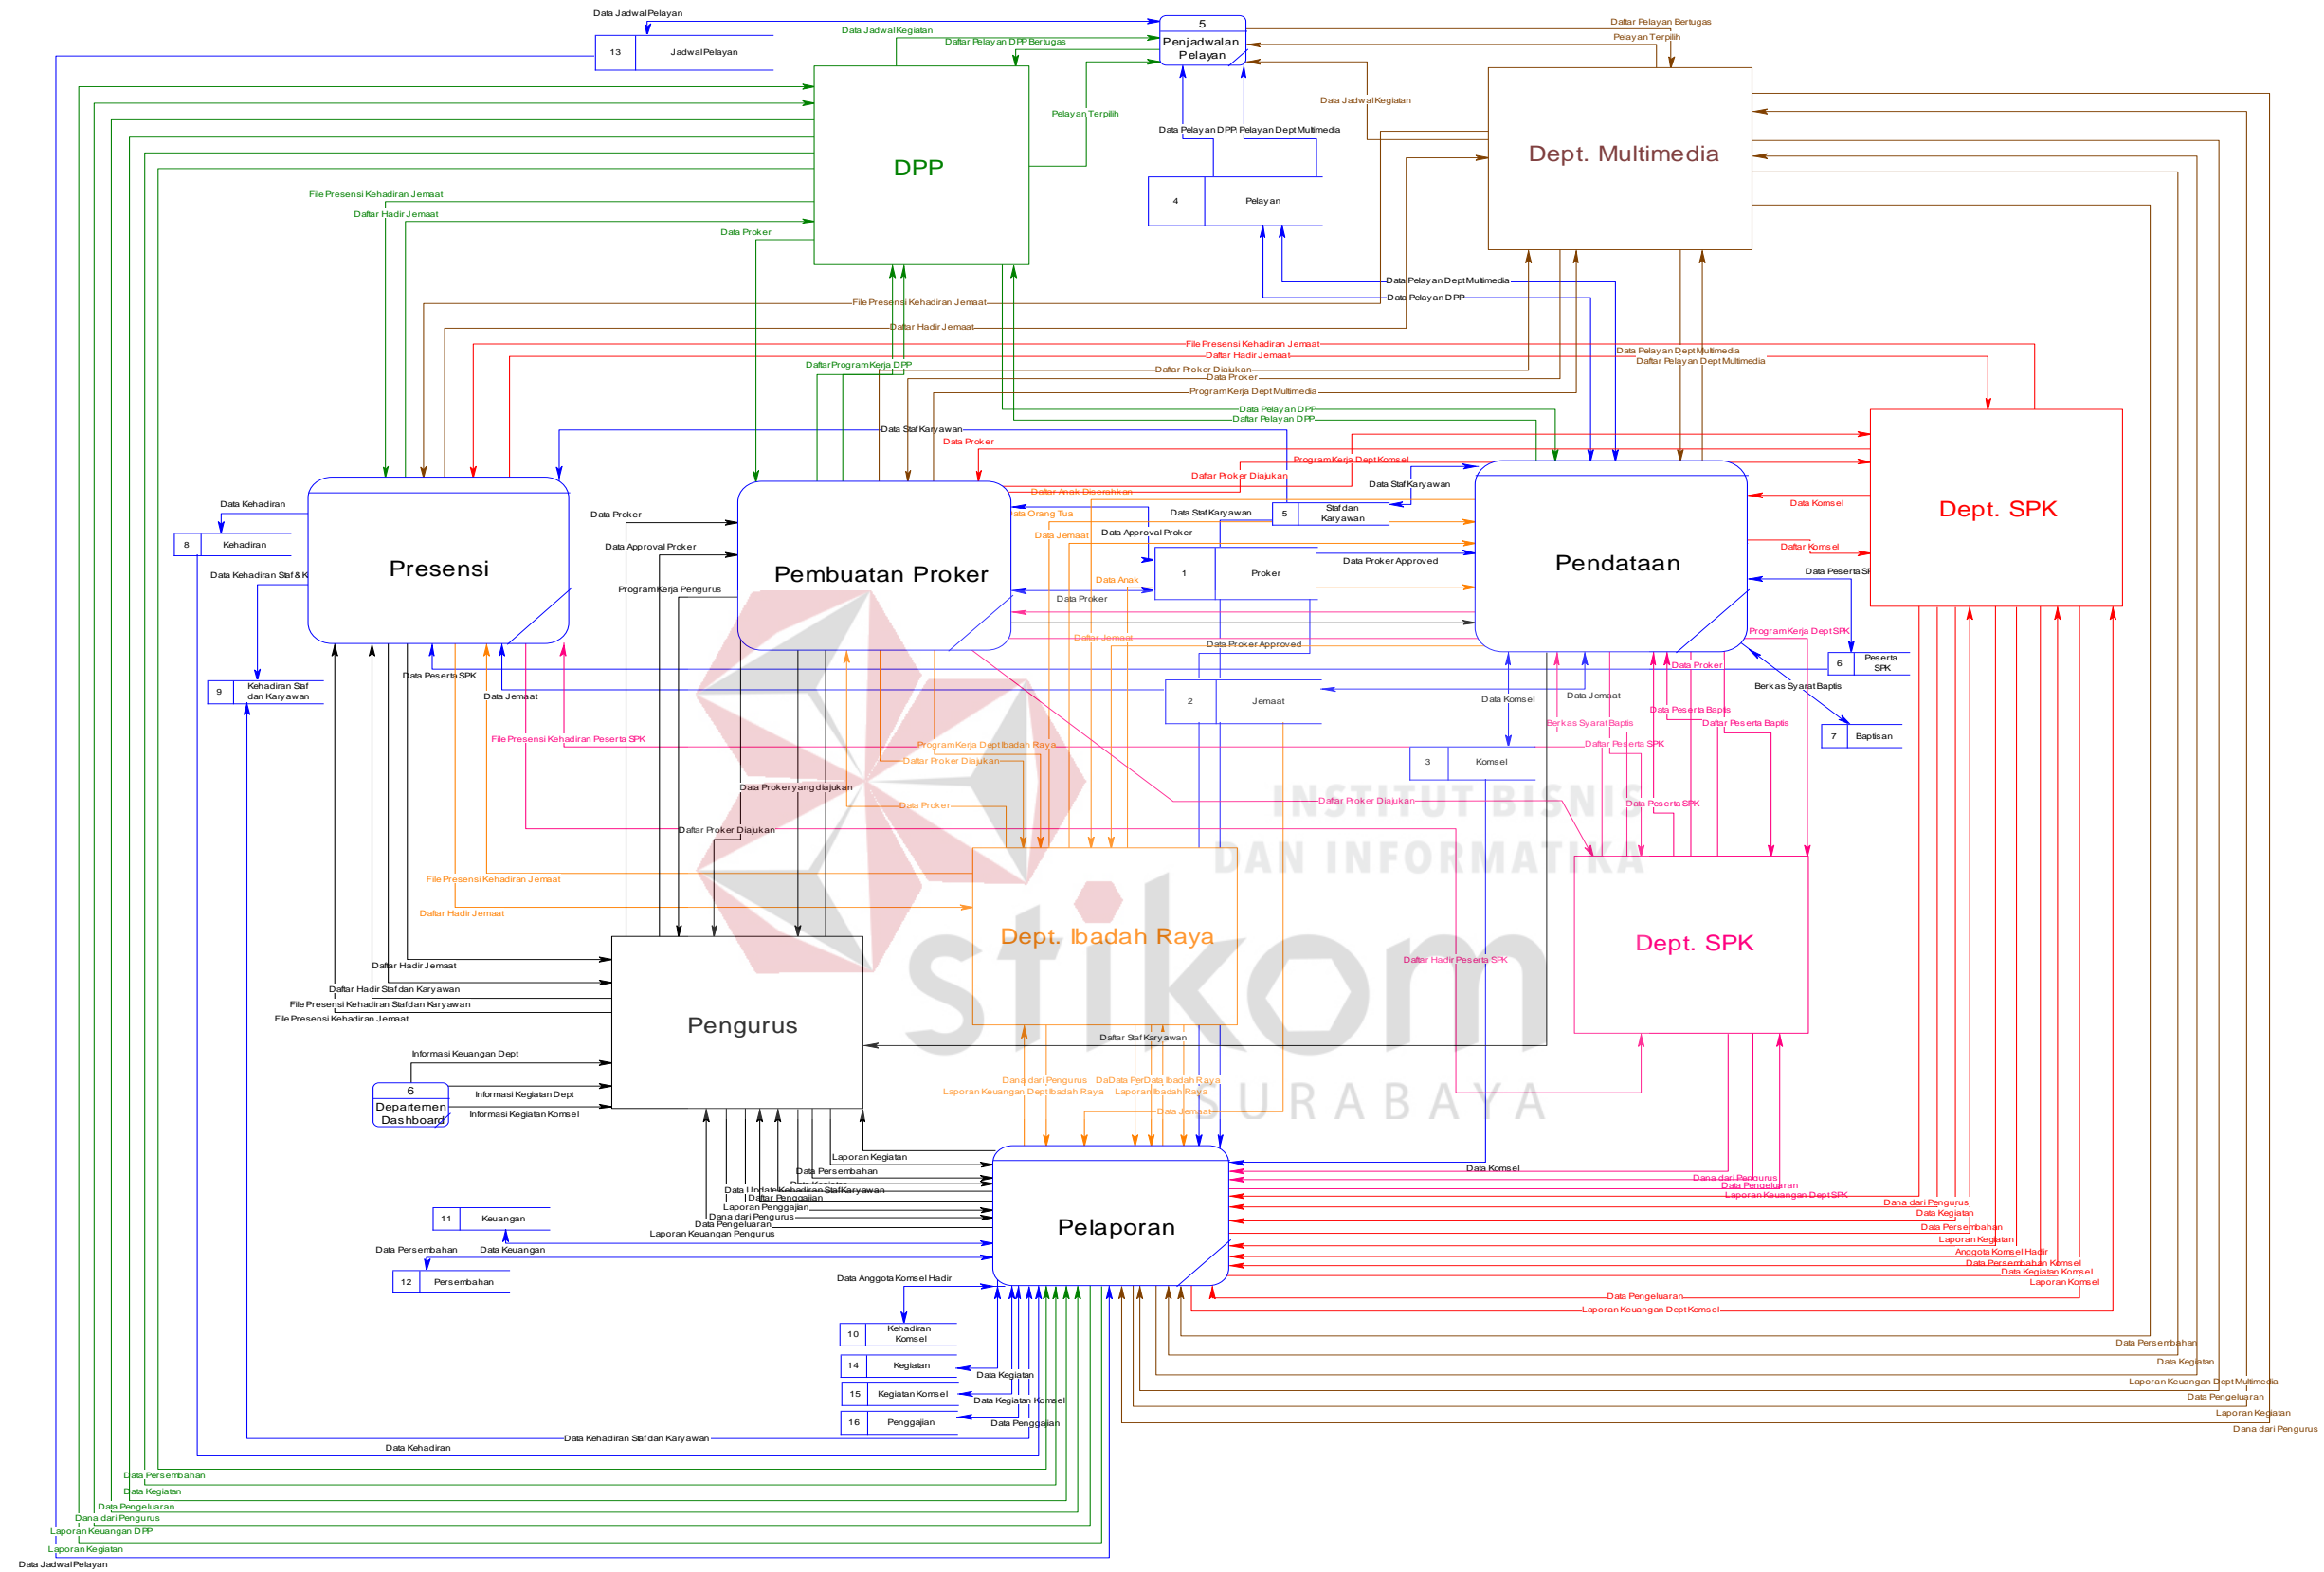 Data Jadwal Pelayan
13 Jadwal Pelayan
5
Penjadwalan
Pelayan
Daftar Pelayan Bertugas
Pelayan Terpilih
Data Jadwal Kegiatan
Daftar Pelayan DPP Bertugas
Pelayan Terpilih
Data Jadwal Kegiatan
DPP
Dept. Multimedia
Data Pelayan DPP
Pelayan Dept Multimedia
4 Pelayan
File Presensi Kehadiran Jemaat
Daftar Hadir Jemaat
Data Proker
Data Pelayan Dept Multimedia
Data Pelayan DPP
File Presensi Kehadiran Jemaat
Daftar Hadir Jemaat
File Presensi Kehadiran Jemaat
Daftar Hadir Jemaat
Data Pelayan Dept Multimedia
Daftar Pelayan Dept Multimedia
Daftar Program Kerja DPP
Daftar Proker Diajukan
Data Proker
Program Kerja Dept Multimedia
Data Pelayan DPP
Daftar Pelayan DPP
Data Staf Karyawan
Data Proker
Program Kerja Dept Komsel
Daftar Proker Diajukan
Data Staf Karyawan
Daftar Anak Diserahkan
Data Orang Tua
Data Staf Karyawan
5 Staf dan
Karyawan
Data Komsel
Dept. SPK
Daftar Komsel
Data Kehadiran
8 Kehadiran
Data Proker
Data Approval Proker
Data Jemaat
Data Approval Proker
1 Proker
Data Proker Approved
Presensi
Pembuatan Proker
Pendataan
Data Kehadiran Staf & K
Program Kerja Pengurus
Data Anak
Data Proker
Data Peserta SP
Daftar Jemaat
Data Proker Approved
Program Kerja Dept SPK
Data Proker
6 Peserta
SPK
9 Kehadiran Staf
dan Karyawan
Data Peserta SPK
Data Jemaat
2 Jemaat
Data Komsel
Data Jemaat
Berkas Syarat Baptis
Data Peserta Baptis
Berkas Syarat Baptis
Daftar Peserta Baptis
7 Baptisan
File Presensi Kehadiran Peserta SPK
Program Kerja Dept Ibadah Raya
Daftar Proker Diajukan
Daftar Peserta SPK
3 Komsel
Data Proker yang diajukan
Data Proker
Daftar Proker Diajukan
Data Peserta SPK
INSTITUT BISNIS
DAN INFORMATIKA
Daftar Proker Diajukan
File Presensi Kehadiran Jemaat
Daftar Hadir Jemaat
Dept. Ibadah Raya
Dept. SPK
stikom
SURABAYA
Daftar Hadir Peserta SPK
Daftar Hadir Jemaat
Daftar Hadir Staf dan Karyawan
File Presensi Kehadiran Staf dan Karyawan
File Presensi Kehadiran Jemaat
Pengurus
Daftar Staf Karyawan
Informasi Keuangan Dept
6
Departemen
Dashboard
Informasi Kegiatan Dept
Informasi Kegiatan Komsel
Dana dari Pengurus
Data Ibadah Raya
Laporan Keuangan Dept Ibadah Raya
Laporan Ibadah Raya
Data Jemaat
Laporan Kegiatan
Data Persembahan
Data Update Kehadiran Staf Karyawan
Daftar Penggajian
Laporan Penggajian
Dana dari Pengurus
Data Pengeluaran
Laporan Keuangan Pengurus
Pelaporan
Data Komsel
Dana dari Pengurus
Data Pengeluaran
Laporan Keuangan Dept SPK
Dana dari Pengurus
Data Kegiatan
Data Persembahan
Laporan Kegiatan
Anggota Komsel Hadir
Data Persembahan Komsel
Data Kegiatan Komsel
Laporan Komsel
Data Pengeluaran
Laporan Keuangan Dept Komsel
11 Keuangan
Data Keuangan
Data Persembahan
12 Persembahan
Data Anggota Komsel Hadir
10 Kehadiran
Komsel
14 Kegiatan
Data Kegiatan
15 Kegiatan Komsel
Data Kegiatan Komsel
16 Penggajian
Data Penggajian
Data Persembahan
Data Kegiatan
Laporan Keuangan Dept Multimedia
Data Pengeluaran
Laporan Kegiatan
Dana dari Pengurus
Data Kehadiran Staf dan Karyawan
Data Kehadiran
Data Persembahan
Data Kegiatan
Data Pengeluaran
Dana dari Pengurus
Laporan Keuangan DPP
Laporan Kegiatan
Data Jadwal Pelayan